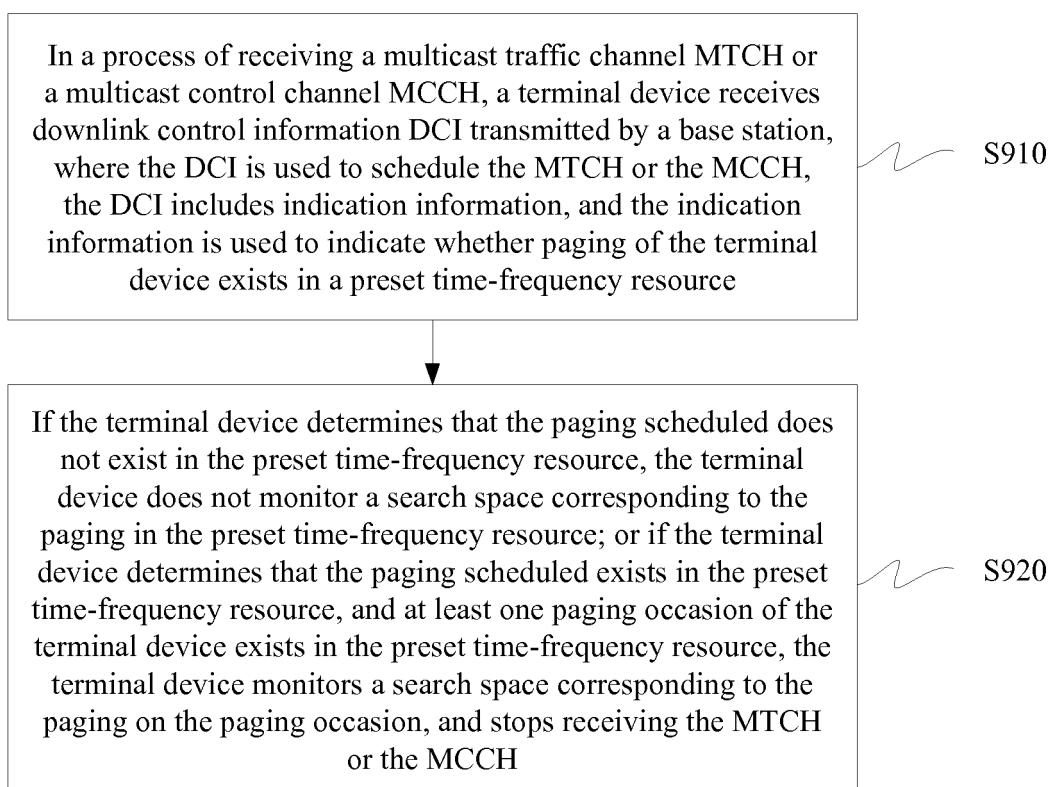 In a process of receiving a multicast traffic channel MTCH or
a multicast control channel MCCH, a terminal device receives
downlink control information DCI transmitted by a base station,
where the DCI is used to schedule the MTCH or the MCCH,
the DCI includes indication information, and the indication
information is used to indicate whether paging of the terminal
device exists in a preset time-frequency resource
S910
If the terminal device determines that the paging scheduled does
not exist in the preset time-frequency resource, the terminal
device does not monitor a search space corresponding to the
paging in the preset time-frequency resource; or if the terminal
device determines that the paging scheduled exists in the preset
time-frequency resource, and at least one paging occasion of the
terminal device exists in the preset time-frequency resource, the
terminal device monitors a search space corresponding to the
paging on the paging occasion, and stops receiving the MTCH
or the MCCH
S920